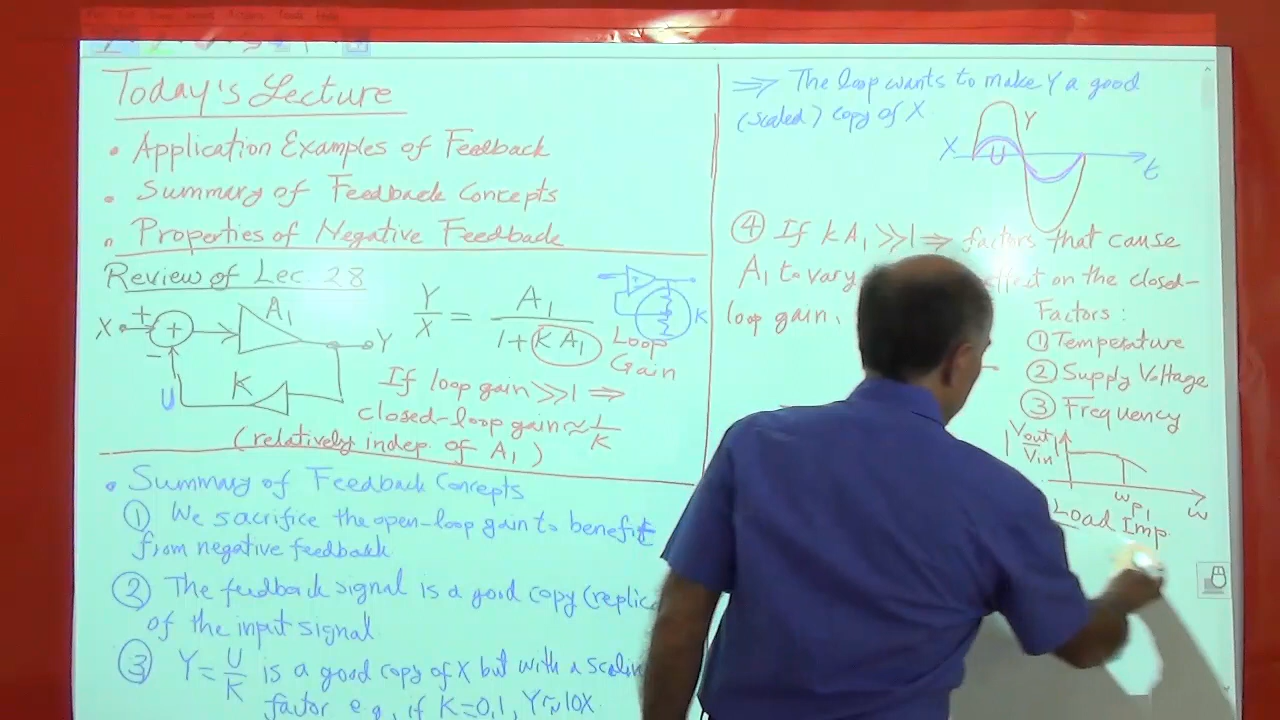 Today's Lecture
• Application Examples of Feedback
• Summary of Feedback Concepts
• Properties of Negative Feedback
Review of Lec. 28
X + + A1 Y
− K U
Y/X = A1 / (1 + K A1)
Loop Gain
K
If loop gain >> 1 ⇒
closed-loop gain ≈ 1/K
(relatively indep. of A1)
• Summary of Feedback Concepts
① We sacrifice the open-loop gain to benefit
from negative feedback
② The feedback signal is a good copy (replica
of the input signal
③ Y = U/K is a good copy of X but with a scaling
factor e.g., if K=0.1, Y≈10X.
⇒ The loop wants to make Y a good
(scaled) copy of X
X U Y t
④ If KA1 >> 1 ⇒ factors that cause
A1 to vary effect on the closed-
loop gain.
Factors:
① Temperature
② Supply Voltage
③ Frequency
|Vout/Vin
ωp1 ω
Load Imp